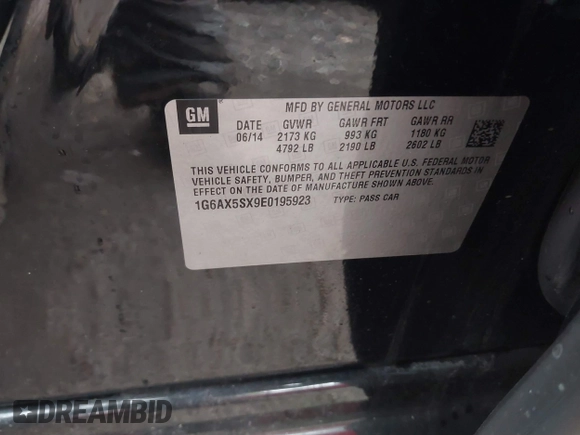 GM
MFD BY GENERAL MOTORS LLC
DATE GVWR GAWR FRT GAWR RR
06/14 2173 KG 993 KG 1180 KG
4792 LB 2190 LB 2602 LB
THIS VEHICLE CONFORMS TO ALL APPLICABLE U.S. FEDERAL MOTOR
VEHICLE SAFETY, BUMPER, AND THEFT PREVENTION STANDARDS IN
EFFECT ON THE DATE OF MANUFACTURE SHOWN ABOVE.
1G6AX5SX9E0195923 TYPE: PASS CAR
DREAMBID